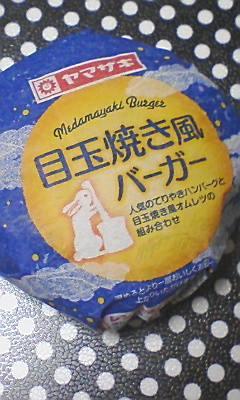 ヤマザキ
Medamayaki Burger
目玉焼き風
バーガー
人気のてりやきハンバーグと
目玉焼き風オムレツの
組み合わせ